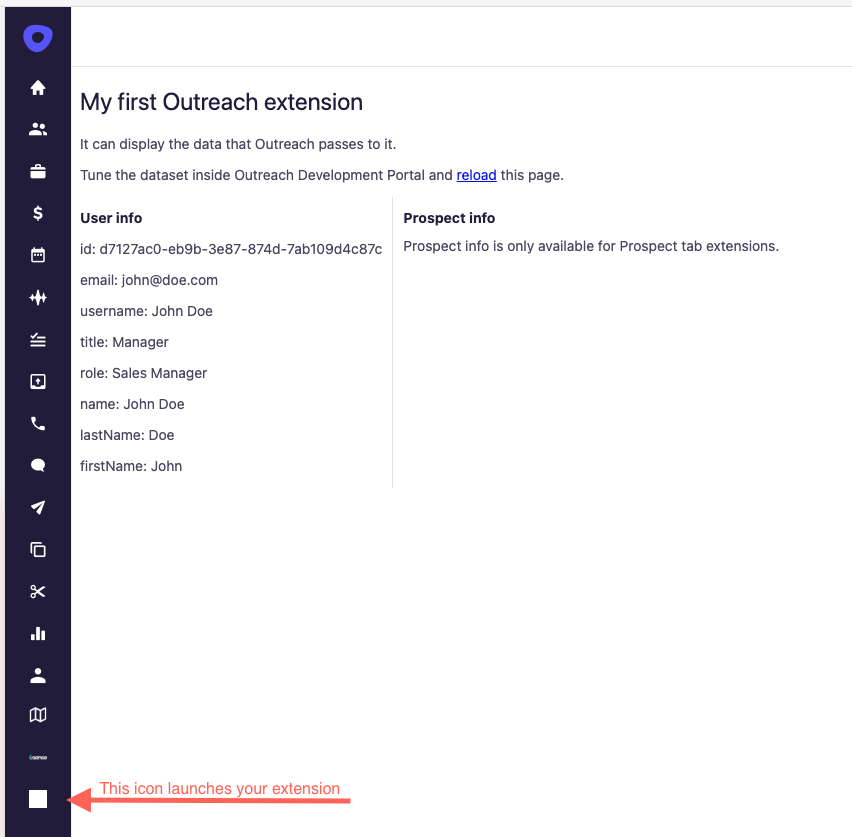 My first Outreach extension
It can display the data that Outreach passes to it.
Tune the dataset inside Outreach Development Portal and reload this page.
User info
id: d7127ac0-eb9b-3e87-874d-7ab109d4c87c
email: john@doe.com
username: John Doe
title: Manager
role: Sales Manager
name: John Doe
lastName: Doe
firstName: John
Prospect info
Prospect info is only available for Prospect tab extensions.
6sense
This icon launches your extension